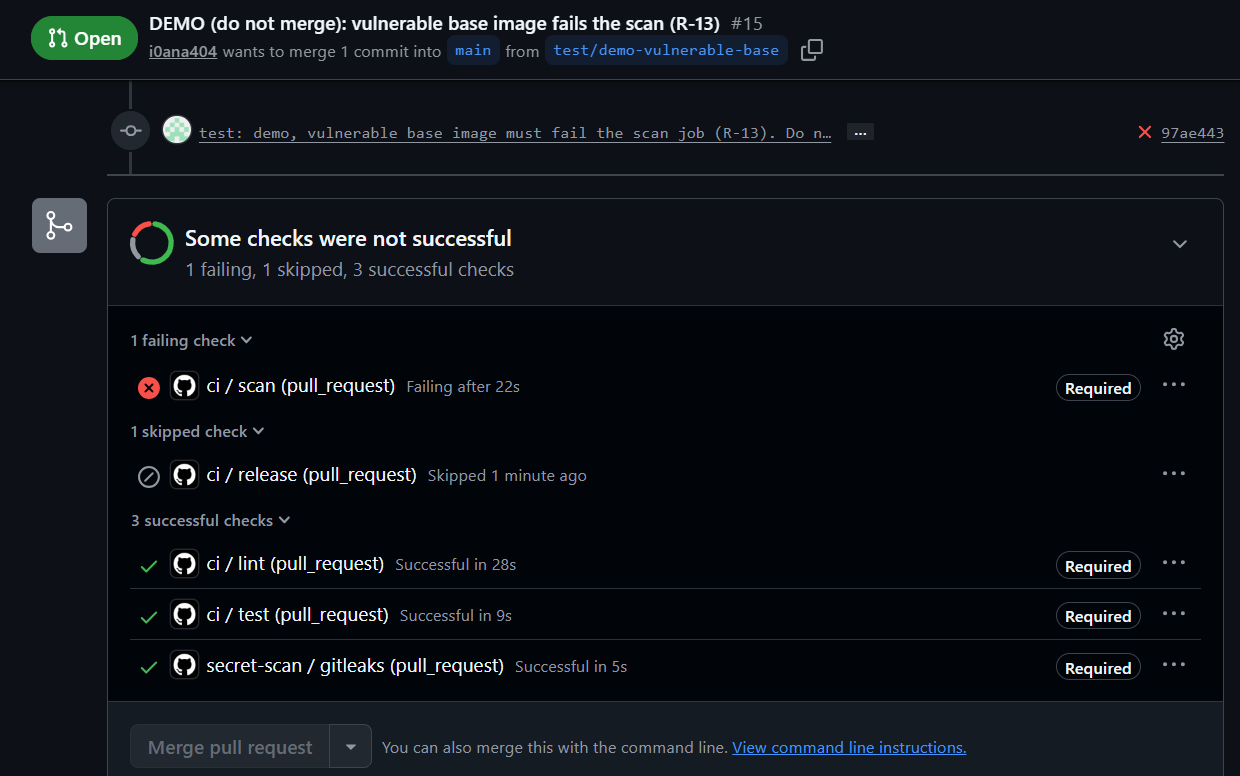 Open
DEMO (do not merge): vulnerable base image fails the scan (R-13) #15
i0ana404 wants to merge 1 commit into main from test/demo-vulnerable-base
test: demo, vulnerable base image must fail the scan job (R-13). Do n… ... 97ae443
Some checks were not successful
1 failing, 1 skipped, 3 successful checks
1 failing check
ci / scan (pull_request) Failing after 22s Required ...
1 skipped check
ci / release (pull_request) Skipped 1 minute ago ...
3 successful checks
ci / lint (pull_request) Successful in 28s Required ...
ci / test (pull_request) Successful in 9s Required ...
secret-scan / gitleaks (pull_request) Successful in 5s Required ...
Merge pull request You can also merge this with the command line. View command line instructions.